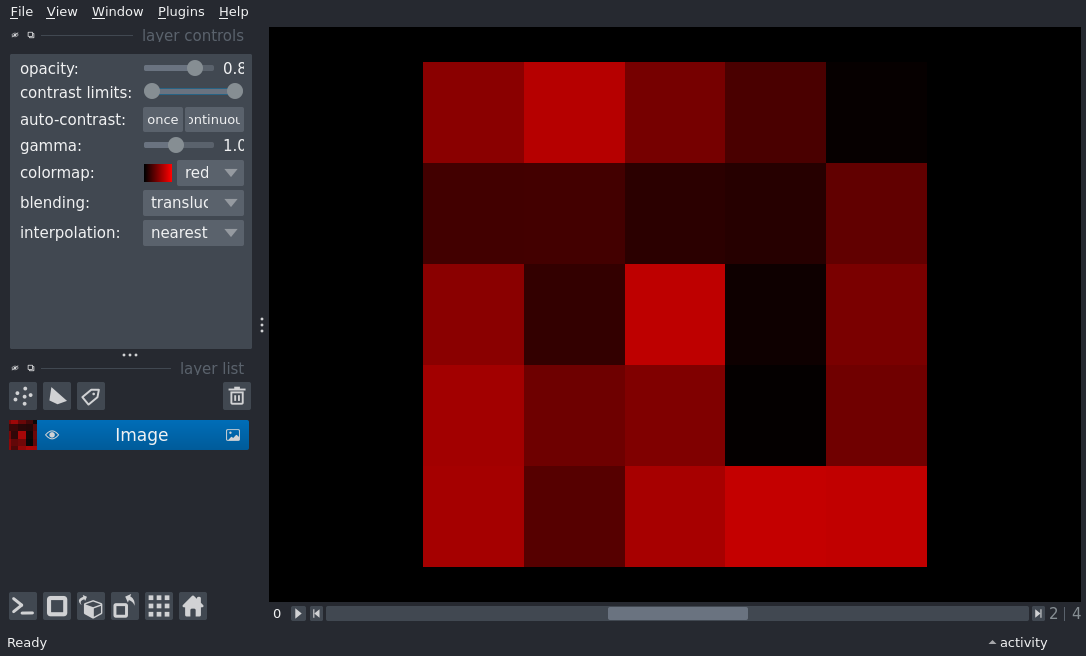 File View Window Plugins Help
layer controls
opacity: 0.8
contrast limits:
auto-contrast: once ontinuou
gamma: 1.0
colormap: red
blending: transluc
interpolation: nearest
layer list
Image
0 2 | 4
Ready activity